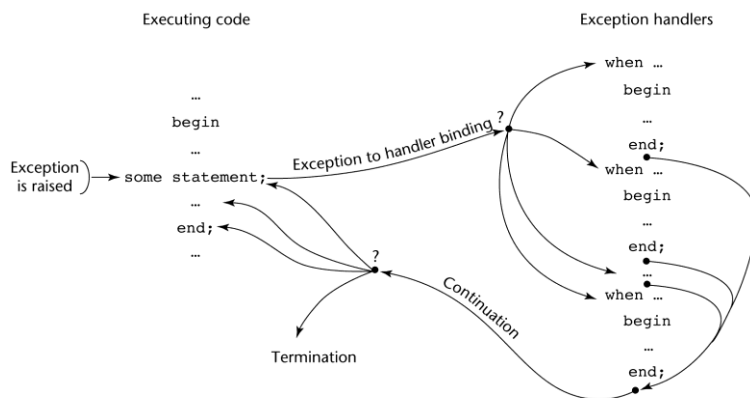 Executing code
Exception handlers
…
begin
…
Exception
is raised
some statement;
…
end;
…
Exception to handler binding
?
when …
begin
…
end;
when …
begin
…
end;
…
when …
begin
…
end;
?
Continuation
Termination